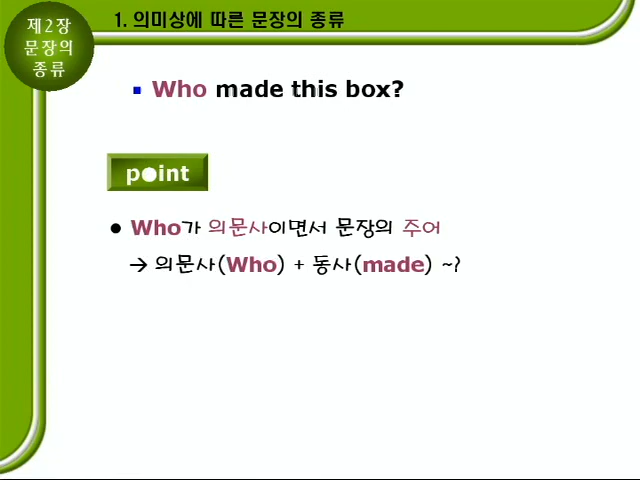 제2장
문장의
종류
1. 의미상에 따른 문장의 종류
▪ Who made this box?
point
● Who가 의문사이면서 문장의 주어
→ 의문사(Who) + 동사(made) ~?